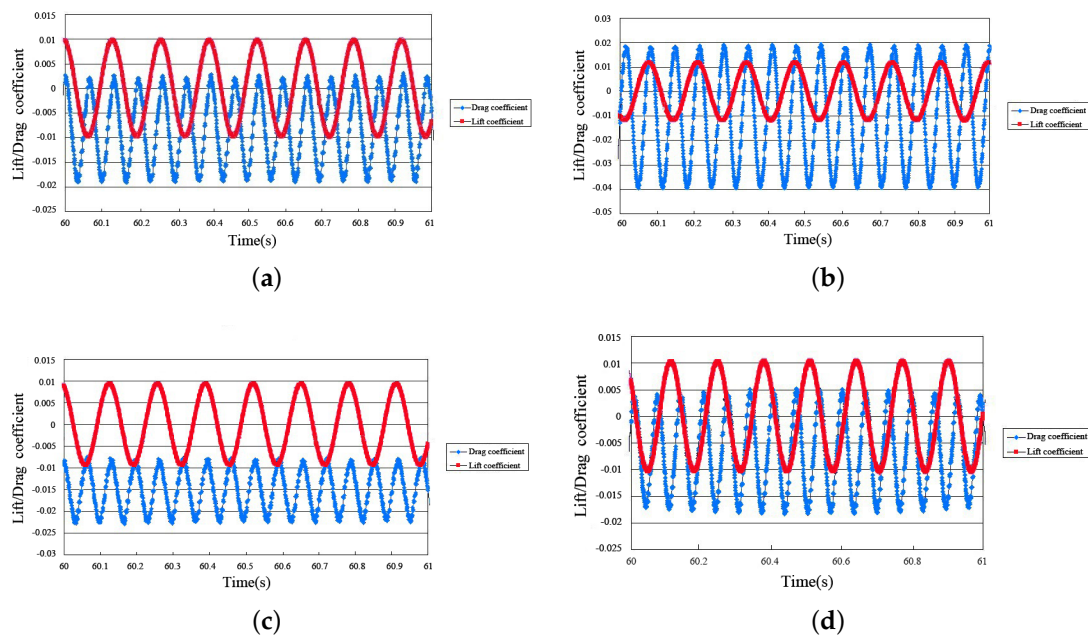 0.015
0.01
0.005
0
-0.005
-0.01
-0.015
-0.02
-0.025
Lift/Drag coefficient
60 60.1 60.2 60.3 60.4 60.5 60.6 60.7 60.8 60.9 61
Time(s)
Drag coefficient
Lift coefficient
(a)
0.03
0.02
0.01
0
-0.01
-0.02
-0.03
-0.04
-0.05
Lift/Drag coefficient
60 60.1 60.2 60.3 60.4 60.5 60.6 60.7 60.8 60.9 61
Time(s)
Drag coefficient
Lift coefficient
(b)
0.015
0.01
0.005
0
-0.005
-0.01
-0.015
-0.02
-0.025
-0.03
Lift/Drag coefficient
60 60.1 60.2 60.3 60.4 60.5 60.6 60.7 60.8 60.9 61
Time(s)
Drag coefficient
Lift coefficient
(c)
0.015
0.01
0.005
0
-0.005
-0.01
-0.015
-0.02
-0.025
Lift/Drag coefficient
60 60.2 60.4 60.6 60.8 61
Time(s)
Drag coefficient
Lift coefficient
(d)